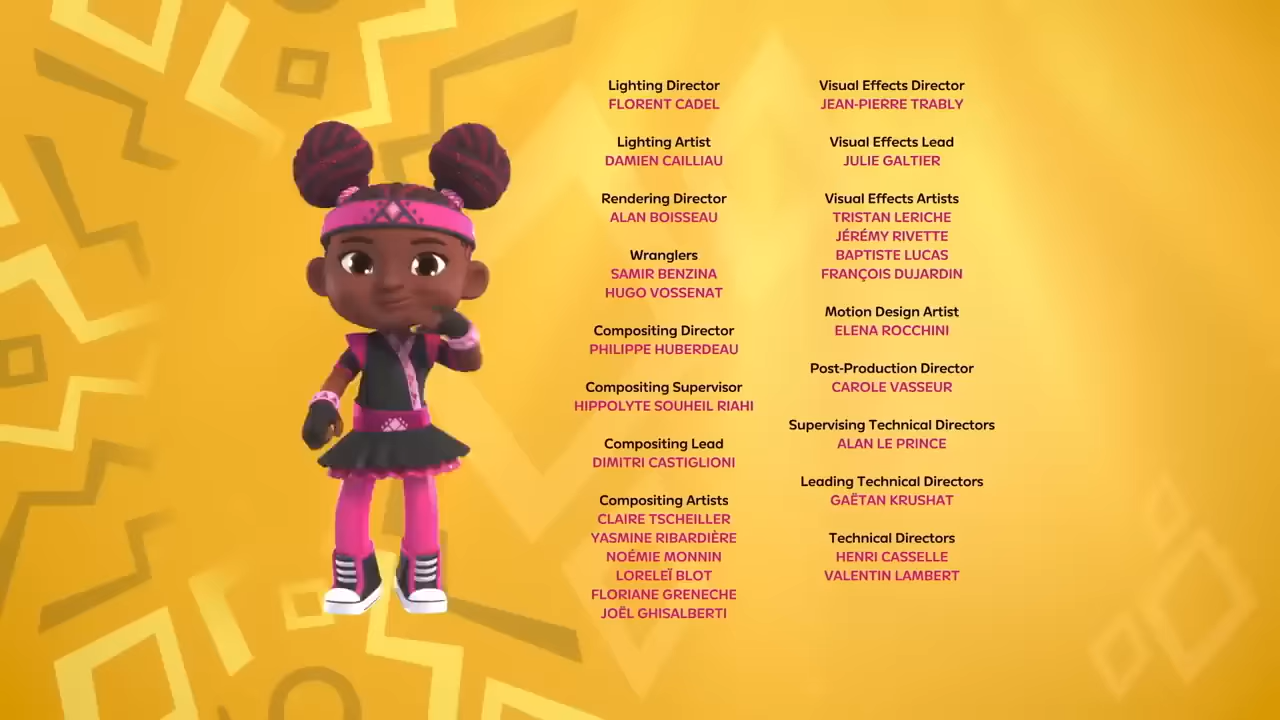 Lighting Director
FLORENT CADEL
Lighting Artist
DAMIEN CAILLIAU
Rendering Director
ALAN BOISSEAU
Wranglers
SAMIR BENZINA
HUGO VOSSENAT
Compositing Director
PHILIPPE HUBERDEAU
Compositing Supervisor
HIPPOLYTE SOUHEIL RIAHI
Compositing Lead
DIMITRI CASTIGLIONI
Compositing Artists
CLAIRE TSCHEILLER
YASMINE RIBARDIÈRE
NOÉMIE MONNIN
LORELEÏ BLOT
FLORIANE GRENECHE
JOËL GHISALBERTI
Visual Effects Director
JEAN-PIERRE TRABLY
Visual Effects Lead
JULIE GALTIER
Visual Effects Artists
TRISTAN LERICHE
JÉRÉMY RIVETTE
BAPTISTE LUCAS
FRANÇOIS DUJARDIN
Motion Design Artist
ELENA ROCCHINI
Post-Production Director
CAROLE VASSEUR
Supervising Technical Directors
ALAN LE PRINCE
Leading Technical Directors
GAËTAN KRUSHAT
Technical Directors
HENRI CASSELLE
VALENTIN LAMBERT